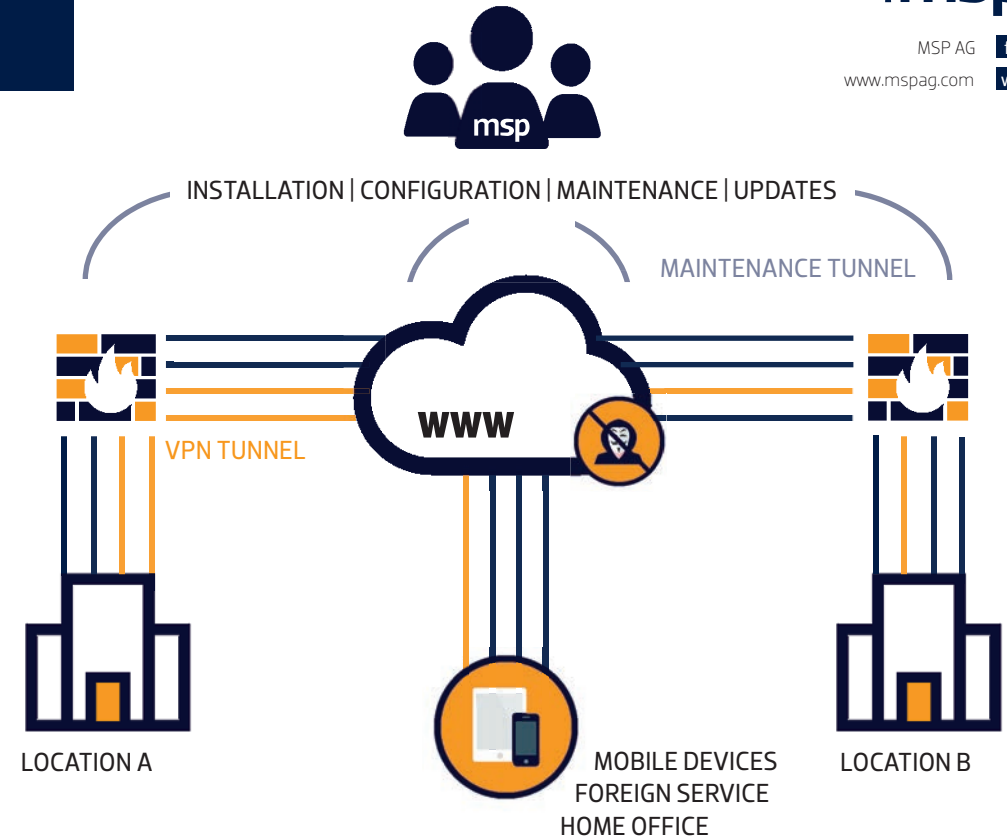 MSP AG
www.mspag.com
msp
INSTALLATION | CONFIGURATION | MAINTENANCE | UPDATES
MAINTENANCE TUNNEL
www
VPN TUNNEL
LOCATION A
MOBILE DEVICES
FOREIGN SERVICE
HOME OFFICE
LOCATION B